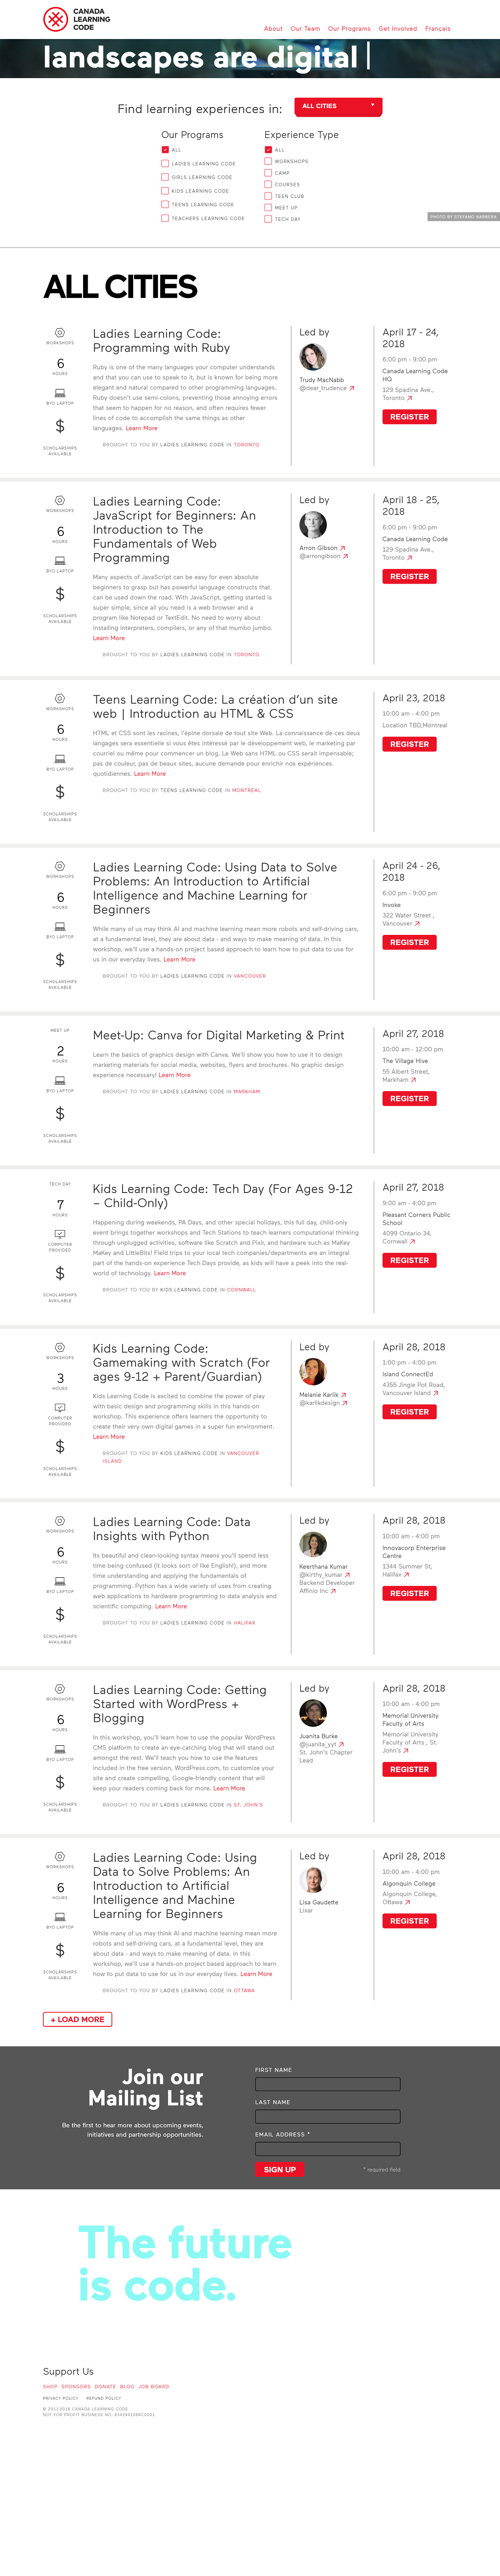 CANADA
LEARNING
CODE
About Our Team Our Programs Get Involved Français
landscapes are digital |
Find learning experiences in:
ALL CITIES
Our Programs
ALL
LADIES LEARNING CODE
GIRLS LEARNING CODE
KIDS LEARNING CODE
TEENS LEARNING CODE
TEACHERS LEARNING CODE
Experience Type
ALL
WORKSHOPS
CAMP
COURSES
TEEN CLUB
MEET UP
TECH DAY
PHOTO BY STEFANO BARBERA
ALL CITIES
WORKSHOPS
6
HOURS
BYO LAPTOP
$
SCHOLARSHIPS
AVAILABLE
Ladies Learning Code:
Programming with Ruby
Ruby is one of the many languages your computer understands
and that you can use to speak to it, but is known for being more
elegant and natural compared to other programming languages.
Ruby doesn't use semi-colons, preventing those annoying errors
that seem to happen for no reason, and often requires fewer
lines of code to accomplish the same things as other
languages. Learn More
BROUGHT TO YOU BY LADIES LEARNING CODE IN TORONTO
Led by
Trudy MacNabb
@dear_trudence
April 17 - 24,
2018
6:00 pm - 9:00 pm
Canada Learning Code
HQ
129 Spadina Ave.,
Toronto
REGISTER
WORKSHOPS
6
HOURS
BYO LAPTOP
$
SCHOLARSHIPS
AVAILABLE
Ladies Learning Code:
JavaScript for Beginners: An
Introduction to The
Fundamentals of Web
Programming
Many aspects of JavaScript can be easy for even absolute
beginners to grasp but has powerful language constructs that
can be used down the road. With JavaScript, getting started is
super simple, since all you need is a web browser and a
program like Notepad or TextEdit. No need to worry about
installing interpreters, compilers, or any of that mumbo jumbo.
Learn More
BROUGHT TO YOU BY LADIES LEARNING CODE IN TORONTO
Led by
Arron Gibson
@arrongibson
April 18 - 25,
2018
6:00 pm - 9:00 pm
Canada Learning Code
129 Spadina Ave.,
Toronto
REGISTER
WORKSHOPS
6
HOURS
BYO LAPTOP
$
SCHOLARSHIPS
AVAILABLE
Teens Learning Code: La création d'un site
web | Introduction au HTML & CSS
HTML et CSS sont les racines, l'épine dorsale de tout site Web. La connaissance de ces deux
langages sera essentielle si vous êtes intéressé par le développement web, le marketing par
courriel ou même pour commencer un blog. Le Web sans HTML ou CSS serait impensable;
pas de couleur, pas de beaux sites, aucune demande pour enrichir nos expériences
quotidiennes. Learn More
BROUGHT TO YOU BY TEENS LEARNING CODE IN MONTREAL
April 23, 2018
10:00 am - 4:00 pm
Location TBD,Montreal
REGISTER
WORKSHOPS
6
HOURS
BYO LAPTOP
$
SCHOLARSHIPS
AVAILABLE
Ladies Learning Code: Using Data to Solve
Problems: An Introduction to Artificial
Intelligence and Machine Learning for
Beginners
While many of us may think AI and machine learning mean more robots and self-driving cars,
at a fundamental level, they are about data - and ways to make meaning of data. In this
workshop, we'll use a hands-on project based approach to learn how to put data to use for
us in our everyday lives. Learn More
BROUGHT TO YOU BY LADIES LEARNING CODE IN VANCOUVER
April 24 - 26,
2018
6:00 pm - 9:00 pm
Invoke
322 Water Street ,
Vancouver
REGISTER
MEET UP
2
HOURS
BYO LAPTOP
$
SCHOLARSHIPS
AVAILABLE
Meet-Up: Canva for Digital Marketing & Print
Learn the basics of graphics design with Canva. We'll show you how to use it to design
marketing materials for social media, websites, flyers and brochures. No graphic design
experience necessary! Learn More
BROUGHT TO YOU BY LADIES LEARNING CODE IN MARKHAM
April 27, 2018
10:00 am - 12:00 pm
The Village Hive
55 Albert Street,
Markham
REGISTER
TECH DAY
7
HOURS
COMPUTER
PROVIDED
$
SCHOLARSHIPS
AVAILABLE
Kids Learning Code: Tech Day (For Ages 9-12
– Child-Only)
Happening during weekends, PA Days, and other special holidays, this full day, child-only
event brings together workshops and Tech Stations to teach learners computational thinking
through unplugged activities, software like Scratch and Pixlr, and hardware such as MaKey
MaKey and LittleBits! Field trips to your local tech companies/departments are an integral
part of the hands-on experience Tech Days provide, as kids will have a peek into the real-
world of technology. Learn More
BROUGHT TO YOU BY KIDS LEARNING CODE IN CORNWALL
April 27, 2018
9:00 am - 4:00 pm
Pleasant Corners Public
School
4099 Ontario 34,
Cornwall
REGISTER
WORKSHOPS
3
HOURS
COMPUTER
PROVIDED
$
SCHOLARSHIPS
AVAILABLE
Kids Learning Code:
Gamemaking with Scratch (For
ages 9-12 + Parent/Guardian)
Kids Learning Code is excited to combine the power of play
with basic design and programming skills in this hands-on
workshop. This experience offers learners the opportunity to
create their very own digital games in a super fun environment.
Learn More
BROUGHT TO YOU BY KIDS LEARNING CODE IN VANCOUVER
ISLAND
Led by
Melanie Karlik
@karlikdesign
April 28, 2018
1:00 pm - 4:00 pm
Island ConnectEd
4355 Jingle Pot Road,
Vancouver Island
REGISTER
WORKSHOPS
6
HOURS
BYO LAPTOP
$
SCHOLARSHIPS
AVAILABLE
Ladies Learning Code: Data
Insights with Python
Its beautiful and clean-looking syntax means you'll spend less
time being confused (it looks sort of like English!), and more
time understanding and applying the fundamentals of
programming. Python has a wide variety of uses from creating
web applications to hardware programming to data analysis and
scientific computing. Learn More
BROUGHT TO YOU BY LADIES LEARNING CODE IN HALIFAX
Led by
Keerthana Kumar
@kirthy_kumar
Backend Developer
Affinio Inc
April 28, 2018
10:00 am - 4:00 pm
Innovacorp Enterprise
Centre
1344 Summer St,
Halifax
REGISTER
WORKSHOPS
6
HOURS
BYO LAPTOP
$
SCHOLARSHIPS
AVAILABLE
Ladies Learning Code: Getting
Started with WordPress +
Blogging
In this workshop, you'll learn how to use the popular WordPress
CMS platform to create an eye-catching blog that will stand out
amongst the rest. We'll teach you how to use the features
included in the free version, WordPress.com, to customize your
site and create compelling, Google-friendly content that will
keep your readers coming back for more. Learn More
BROUGHT TO YOU BY LADIES LEARNING CODE IN ST. JOHN'S
Led by
Juanita Burke
@juanita_yyt
St. John's Chapter
Lead
April 28, 2018
10:00 am - 4:00 pm
Memorial University
Faculty of Arts
Memorial University
Faculty of Arts , St.
John's
REGISTER
WORKSHOPS
6
HOURS
BYO LAPTOP
$
SCHOLARSHIPS
AVAILABLE
Ladies Learning Code: Using
Data to Solve Problems: An
Introduction to Artificial
Intelligence and Machine
Learning for Beginners
While many of us may think AI and machine learning mean more
robots and self-driving cars, at a fundamental level, they are
about data - and ways to make meaning of data. In this
workshop, we'll use a hands-on project based approach to learn
how to put data to use for us in our everyday lives. Learn More
BROUGHT TO YOU BY LADIES LEARNING CODE IN OTTAWA
Led by
Lisa Gaudette
Lixar
April 28, 2018
10:00 am - 4:00 pm
Algonquin College
Algonquin College,
Ottawa
REGISTER
+ LOAD MORE
Join our
Mailing List
Be the first to hear more about upcoming events,
initiatives and partnership opportunities.
FIRST NAME
LAST NAME
EMAIL ADDRESS *
SIGN UP
* required field
The future
is code.
Support Us
SHOP SPONSORS DONATE BLOG JOB BOARD
PRIVACY POLICY REFUND POLICY
© 2011-2018 CANADA LEARNING CODE
NOT FOR PROFIT BUSINESS NO.